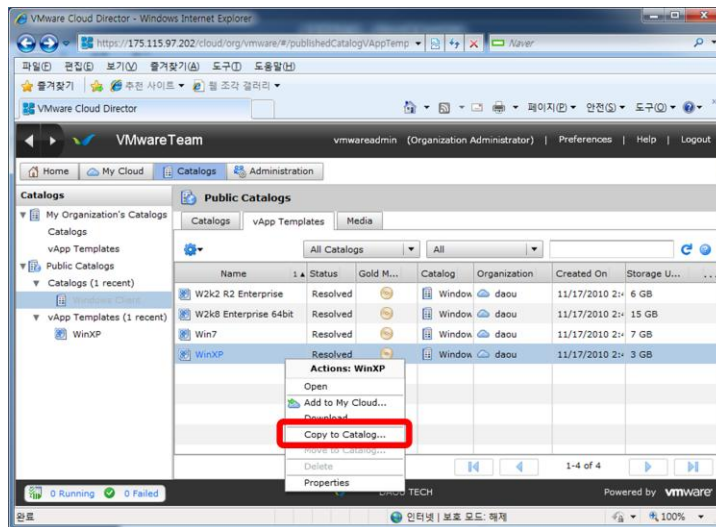 VMware Cloud Director - Windows Internet Explorer
https://175.115.97.202/cloud/org/vmware/#/publishedCatalogVAppTemp Naver
파일(F) 편집(E) 보기(V) 즐겨찾기(A) 도구(T) 도움말(H)
즐겨찾기 추천 사이트 웹 조각 갤러리
VMware Cloud Director 페이지(P) 안전(S) 도구(O)
VMwareTeam vmwareadmin (Organization Administrator) | Preferences | Help | Logout
Home My Cloud Catalogs Administration
Catalogs
My Organization's Catalogs
Catalogs
vApp Templates
Public Catalogs
Catalogs (1 recent)
Windows Client
vApp Templates (1 recent)
WinXP
Public Catalogs
Catalogs vApp Templates Media
All Catalogs All
Name 1 Status Gold M... Catalog Organization Created On Storage U... ...
W2k2 R2 Enterprise Resolved Window daou 11/17/2010 2: 6 GB
W2k8 Enterprise 64bit Resolved Window daou 11/17/2010 2: 15 GB
Win7 Resolved Window daou 11/17/2010 2: 7 GB
WinXP Resolved Window daou 11/17/2010 2: 3 GB
Actions: WinXP
Open
Add to My Cloud...
Download...
Copy to Catalog...
Move to Catalog...
Delete
Properties
1-4 of 4
0 Running 0 Failed DAOU TECH Powered by vmware
완료 인터넷 | 보호 모드: 해제 100%